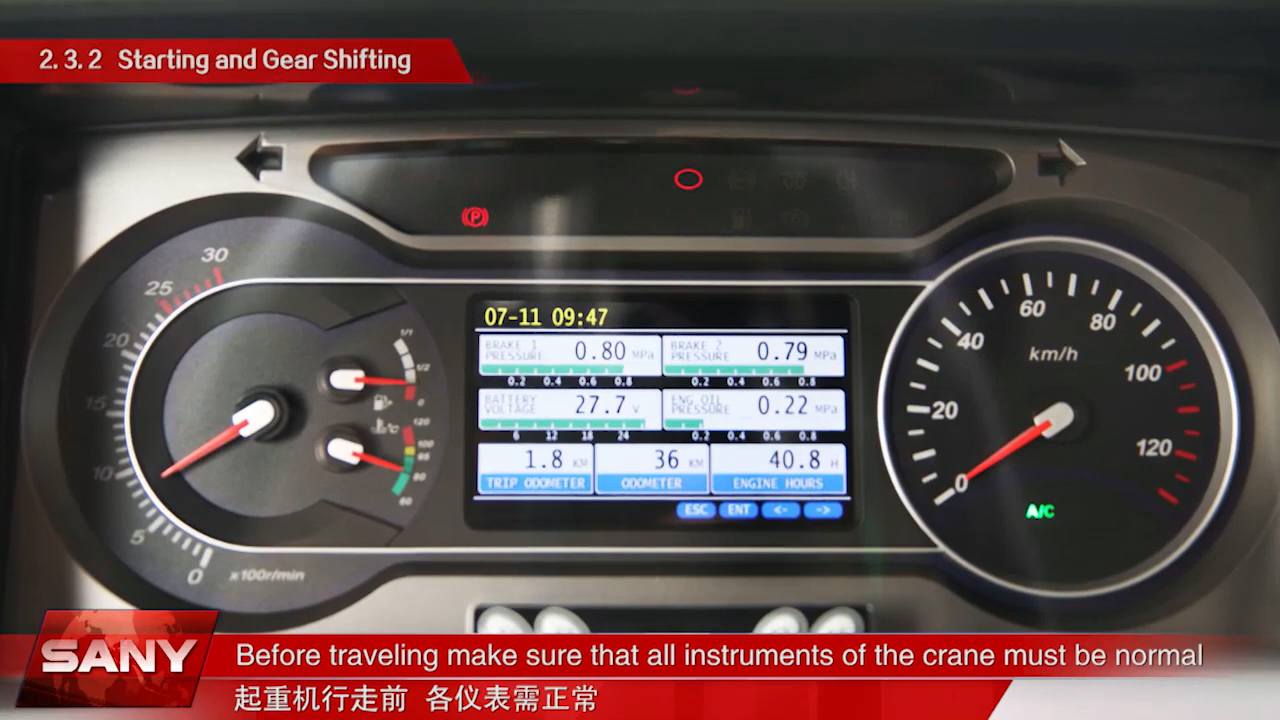 2.3.2 Starting and Gear Shifting
30
25
20
15
10
5
0
x100r/min
1/1
1/2
0
120
100
95
80
60
07-11 09:47
BRAKE 1 PRESSURE 0.80 MPa
0.2 0.4 0.6 0.8
BRAKE 2 PRESSURE 0.79 MPa
0.2 0.4 0.6 0.8
BATTERY VOLTAGE 27.7 V
6 12 18 24
ENG OIL PRESSURE 0.22 MPa
0.2 0.4 0.6 0.8
1.8 KM 36 KM 40.8 H
TRIP ODOMETER ODOMETER ENGINE HOURS
ESC ENT <- ->
0
20
40
60
80
100
120
km/h
A/C
(P)
SANY
Before traveling make sure that all instruments of the crane must be normal
起重机行走前 各仪表需正常